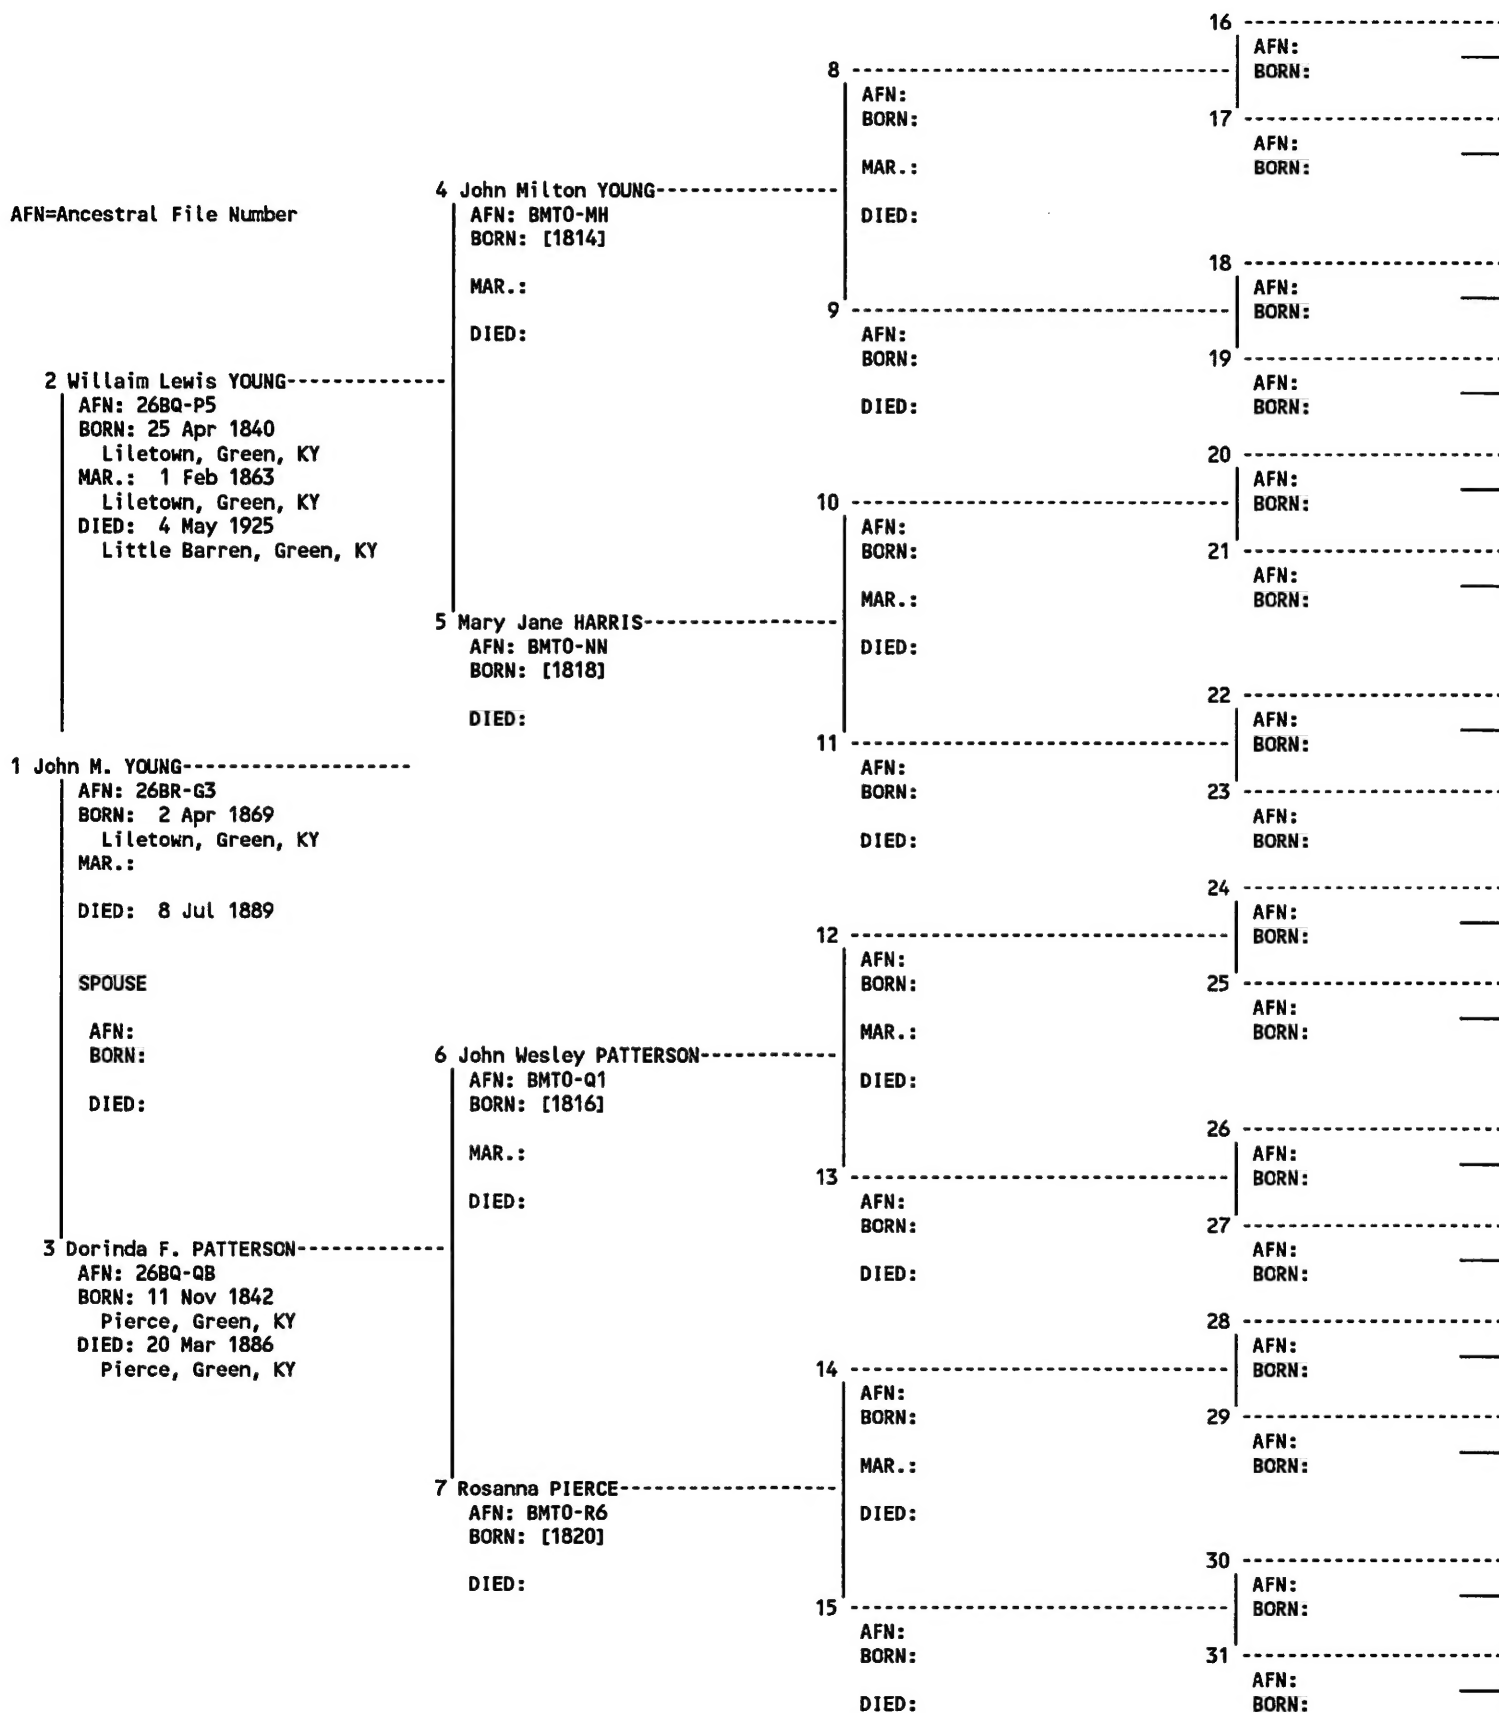 AFN=Ancestral File Number
2 Willaim Lewis YOUNG
AFN: 26BQ-P5
BORN: 25 Apr 1840
Liletown, Green, KY
MAR.: 1 Feb 1863
Liletown, Green, KY
DIED: 4 May 1925
Little Barren, Green, KY
1 John M. YOUNG
AFN: 26BR-G3
BORN: 2 Apr 1869
Liletown, Green, KY
MAR.:
DIED: 8 Jul 1889
SPOUSE
AFN:
BORN:
DIED:
3 Dorinda F. PATTERSON
AFN: 26BQ-QB
BORN: 11 Nov 1842
Pierce, Green, KY
DIED: 20 Mar 1886
Pierce, Green, KY
4 John Milton YOUNG
AFN: BMT0-MH
BORN: [1814]
MAR.:
DIED:
5 Mary Jane HARRIS
AFN: BMT0-NN
BORN: [1818]
DIED:
6 John Wesley PATTERSON
AFN: BMT0-Q1
BORN: [1816]
MAR.:
DIED:
7 Rosanna PIERCE
AFN: BMT0-R6
BORN: [1820]
DIED:
8
AFN:
BORN:
MAR.:
DIED:
9
AFN:
BORN:
DIED:
10
AFN:
BORN:
MAR.:
DIED:
11
AFN:
BORN:
DIED:
12
AFN:
BORN:
MAR.:
DIED:
13
AFN:
BORN:
DIED:
14
AFN:
BORN:
MAR.:
DIED:
15
AFN:
BORN:
DIED:
16
AFN:
BORN:
17
AFN:
BORN:
18
AFN:
BORN:
19
AFN:
BORN:
20
AFN:
BORN:
21
AFN:
BORN:
22
AFN:
BORN:
23
AFN:
BORN:
24
AFN:
BORN:
25
AFN:
BORN:
26
AFN:
BORN:
27
AFN:
BORN:
28
AFN:
BORN:
29
AFN:
BORN:
30
AFN:
BORN:
31
AFN:
BORN: